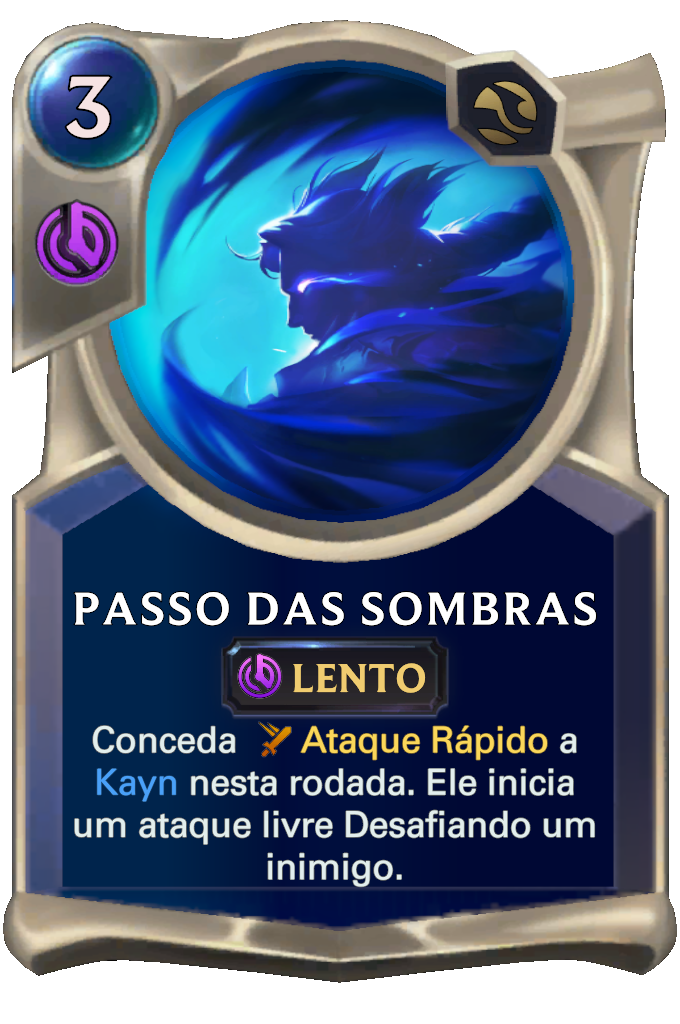 3
PASSO DAS SOMBRAS
LENTO
Conceda Ataque Rápido a
Kayn nesta rodada. Ele inicia
um ataque livre Desafiando um
inimigo.